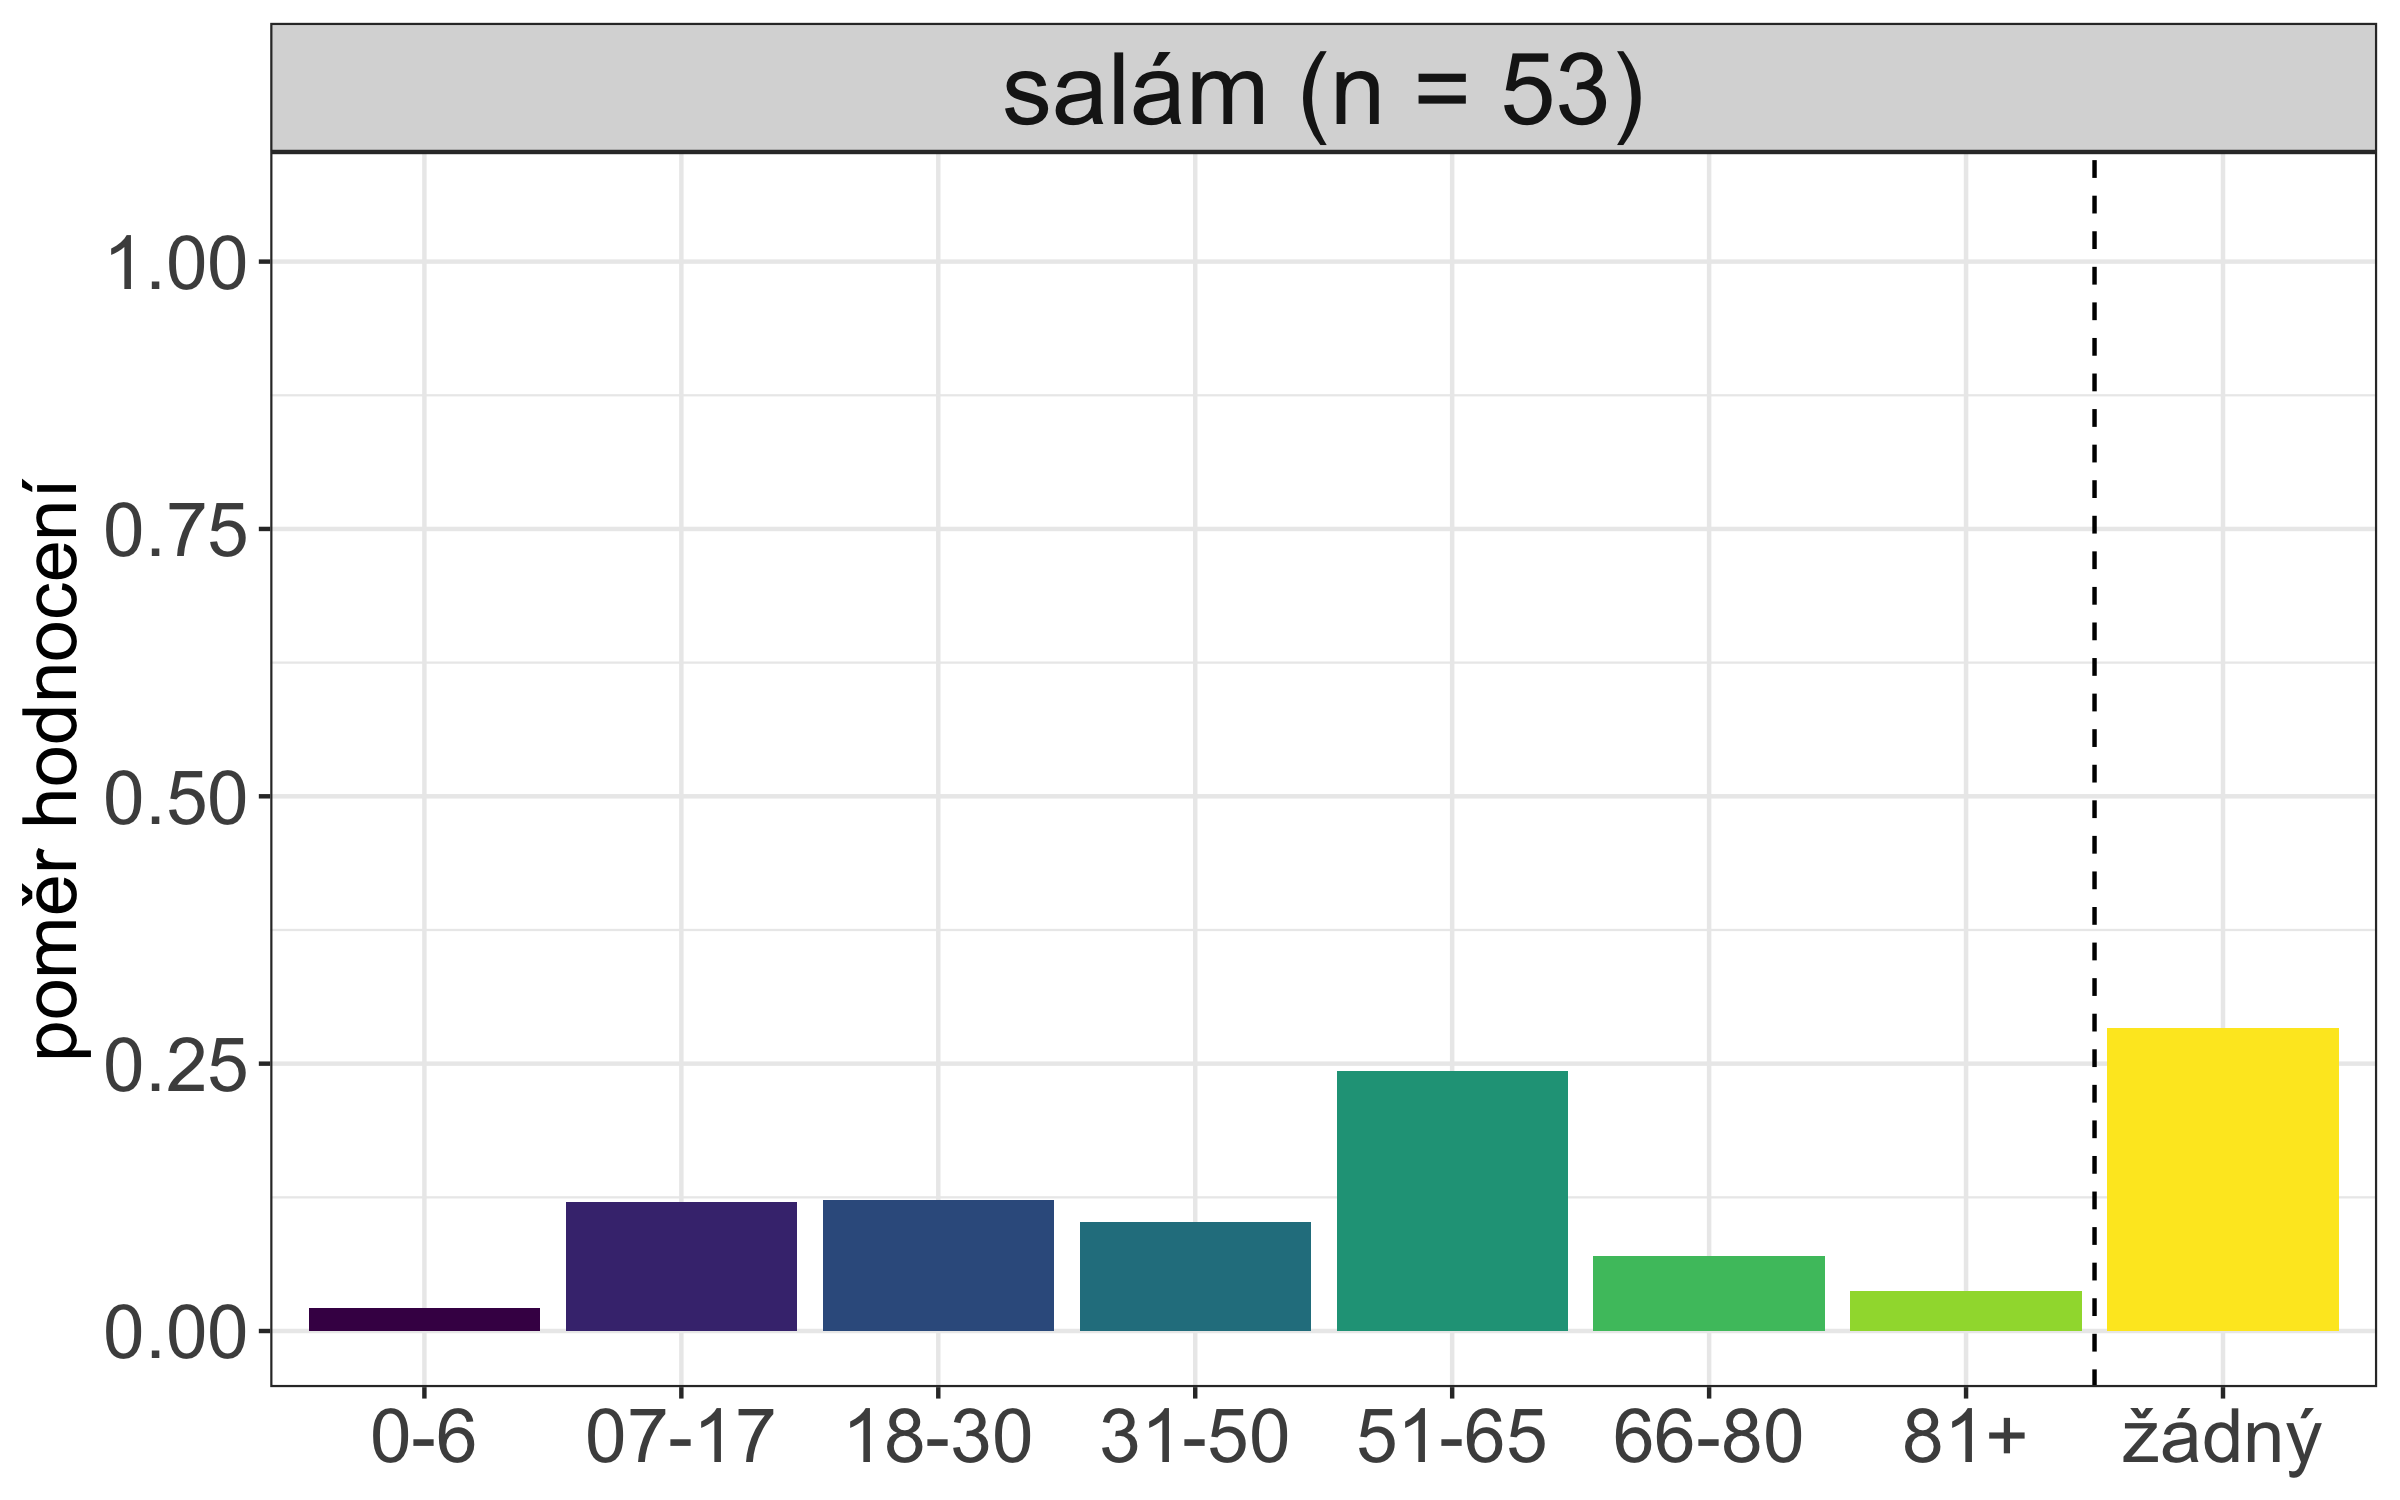 salám (n = 53)
poměr hodnocení
1.00
0.75
0.50
0.25
0.00
0-6 07-17 18-30 31-50 51-65 66-80 81+ žádný